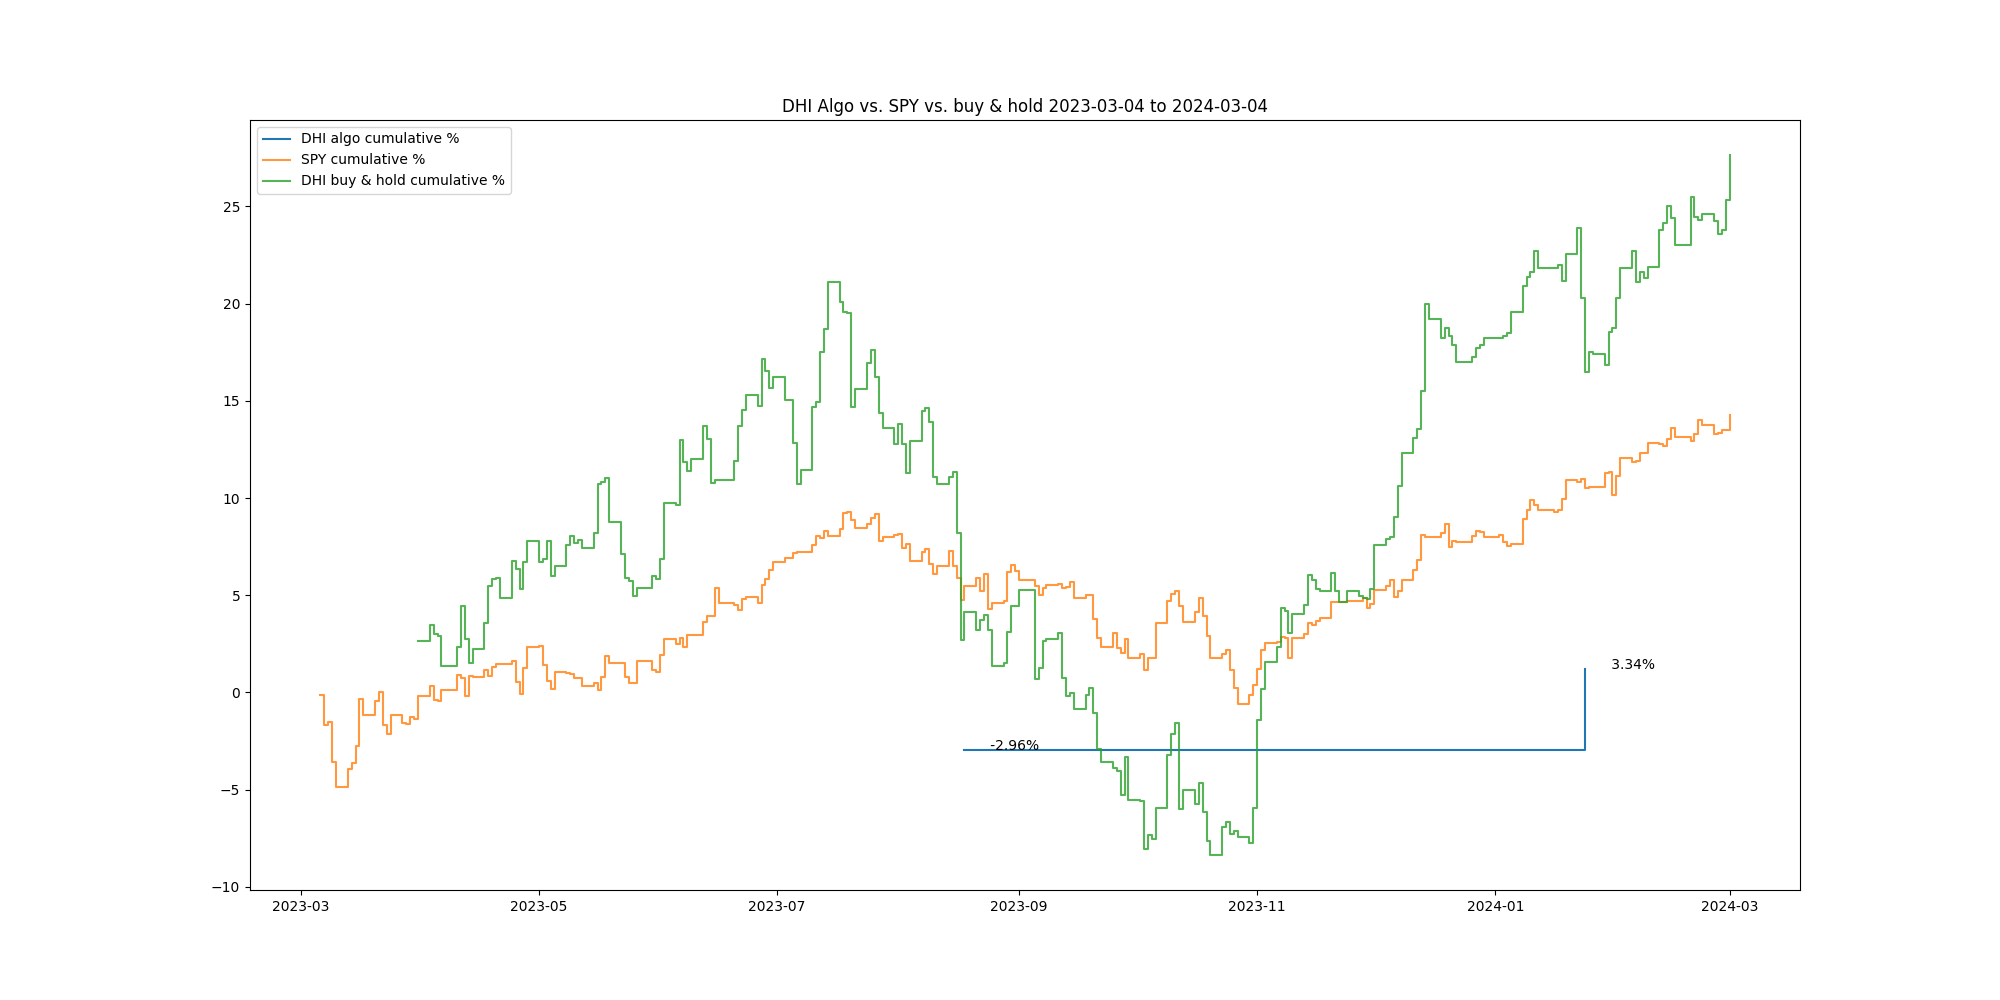 DHI Algo vs. SPY vs. buy & hold 2023-03-04 to 2024-03-04
DHI algo cumulative %
SPY cumulative %
DHI buy & hold cumulative %
25
20
15
10
5
0
−5
−10
3.34%
-2.96%
2023-03 2023-05 2023-07 2023-09 2023-11 2024-01 2024-03